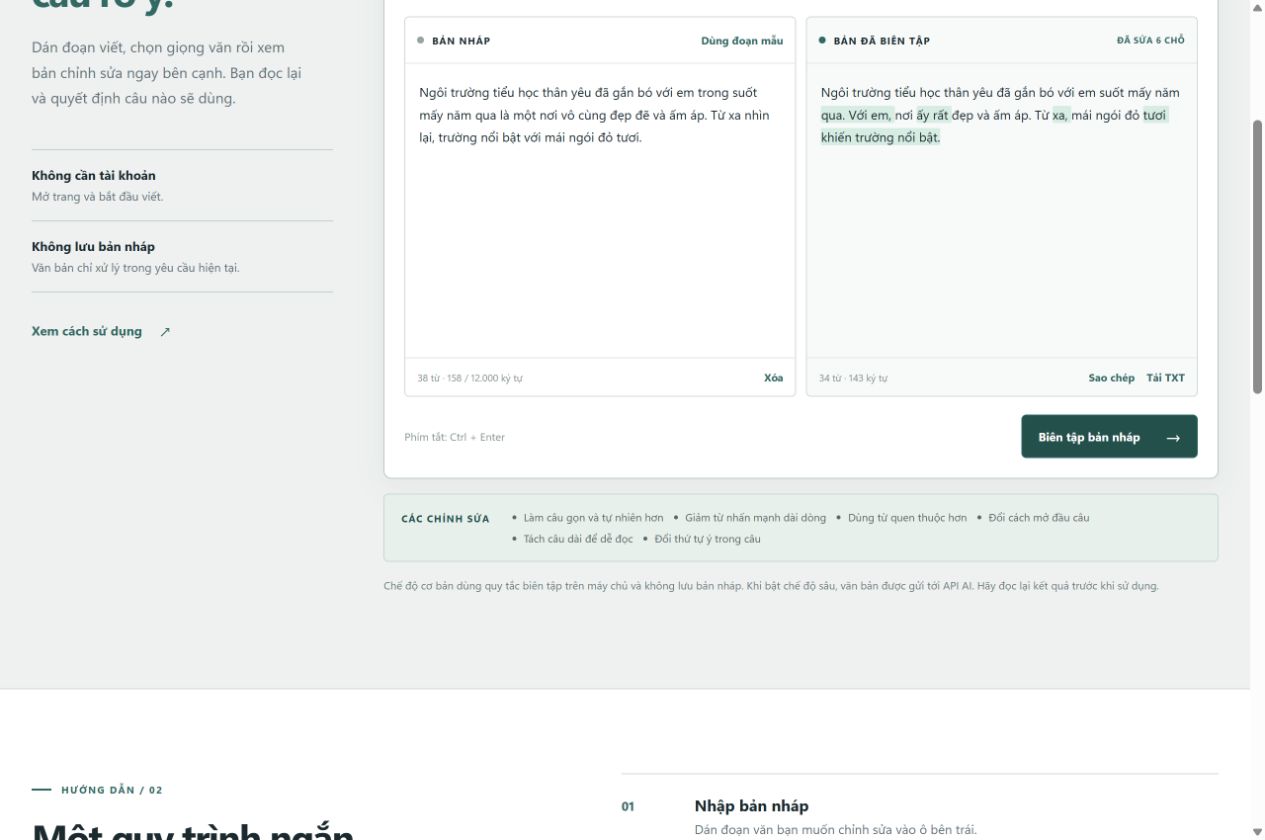 câu rõ ý.
Dán đoạn viết, chọn giọng văn rồi xem
bản chỉnh sửa ngay bên cạnh. Bạn đọc lại
và quyết định câu nào sẽ dùng.
Không cần tài khoản
Mở trang và bắt đầu viết.
Không lưu bản nháp
Văn bản chỉ xử lý trong yêu cầu hiện tại.
Xem cách sử dụng ↗
BẢN NHÁP
Dùng đoạn mẫu
Ngôi trường tiểu học thân yêu đã gắn bó với em trong suốt
mấy năm qua là một nơi vô cùng đẹp đẽ và ấm áp. Từ xa nhìn
lại, trường nổi bật với mái ngói đỏ tươi.
38 từ · 158 / 12.000 ký tự
Xóa
BẢN ĐÃ BIÊN TẬP
ĐÃ SỬA 6 CHỖ
Ngôi trường tiểu học thân yêu đã gắn bó với em suốt mấy năm
qua. Với em, nơi ấy rất đẹp và ấm áp. Từ xa, mái ngói đỏ tươi
khiến trường nổi bật.
34 từ · 143 ký tự
Sao chép Tải TXT
Phím tắt: Ctrl + Enter
Biên tập bản nháp →
CÁC CHỈNH SỬA
• Làm câu gọn và tự nhiên hơn • Giảm từ nhấn mạnh dài dòng • Dùng từ quen thuộc hơn • Đổi cách mở đầu câu
• Tách câu dài để dễ đọc • Đổi thứ tự ý trong câu
Chế độ cơ bản dùng quy tắc biên tập trên máy chủ và không lưu bản nháp. Khi bật chế độ sâu, văn bản được gửi tới API AI. Hãy đọc lại kết quả trước khi sử dụng.
HƯỚNG DẪN / 02
Một quy trình ngắn
01
Nhập bản nháp
Dán đoạn văn bạn muốn chỉnh sửa vào ô bên trái.